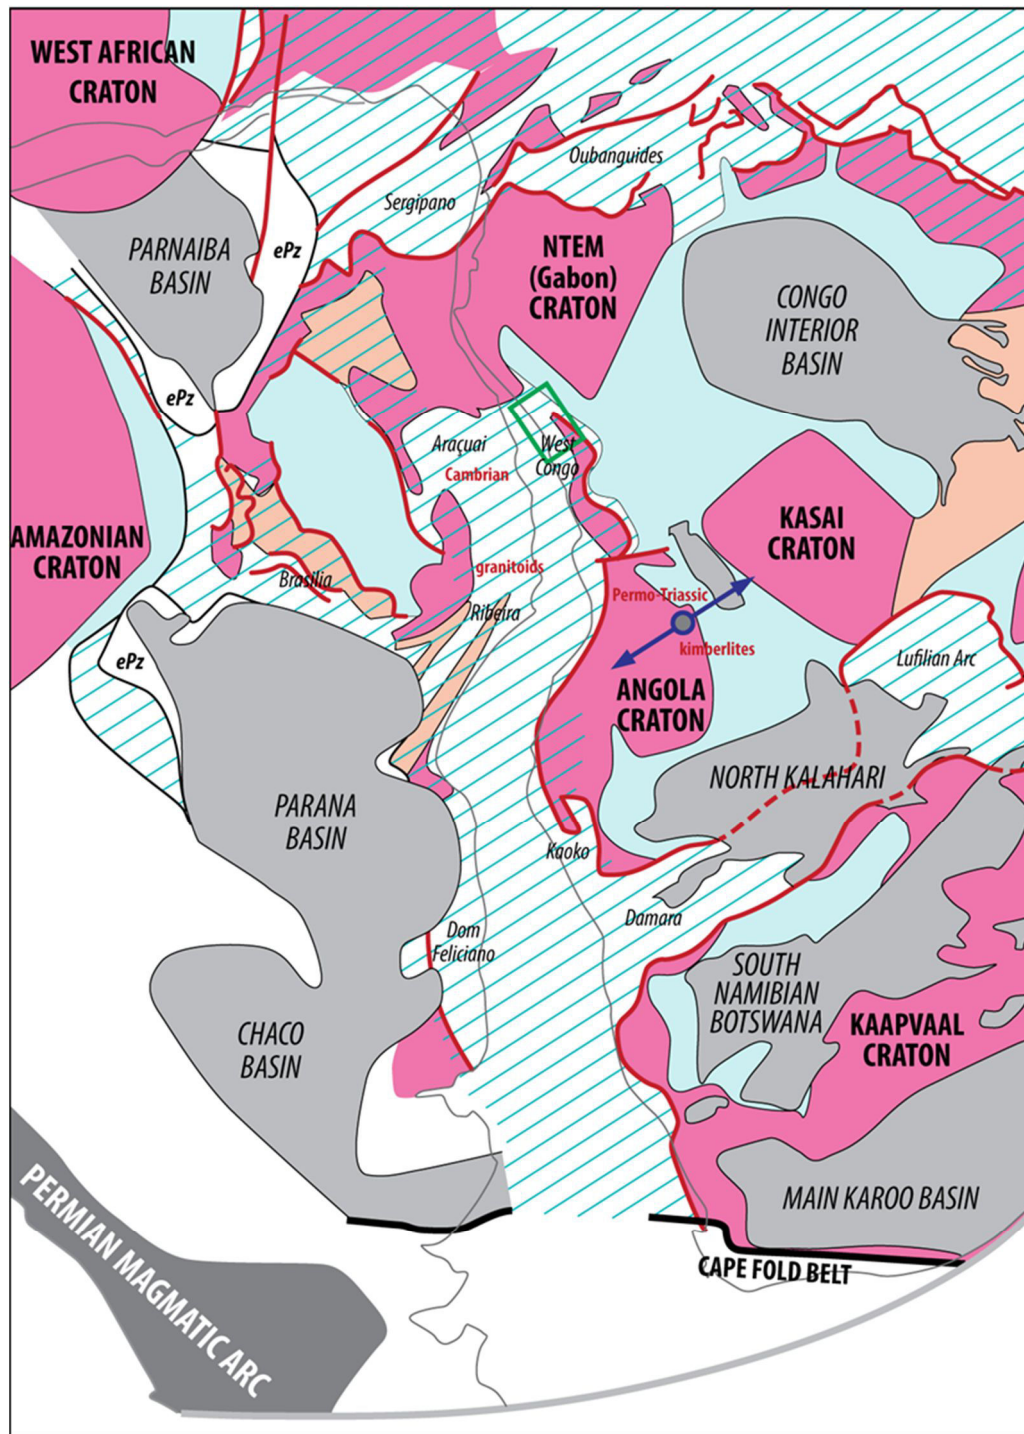 WEST AFRICAN
CRATON
Oubanguides
Sergipano
ePz
PARNAIBA
BASIN
NTEM
(Gabon)
CRATON
CONGO
INTERIOR
BASIN
ePz
Araçuai
West
Congo
Cambrian
AMAZONIAN
CRATON
KASAI
CRATON
granitoids
Brasilia
Ribeira
Permo-Triassic
kimberlites
ePz
Lufilian Arc
ANGOLA
CRATON
NORTH KALAHARI
PARANA
BASIN
Kaoko
Damara
Dom
Feliciano
SOUTH
NAMIBIAN
BOTSWANA
KAAPVAAL
CRATON
CHACO
BASIN
PERMIAN MAGMATIC ARC
MAIN KAROO BASIN
CAPE FOLD BELT